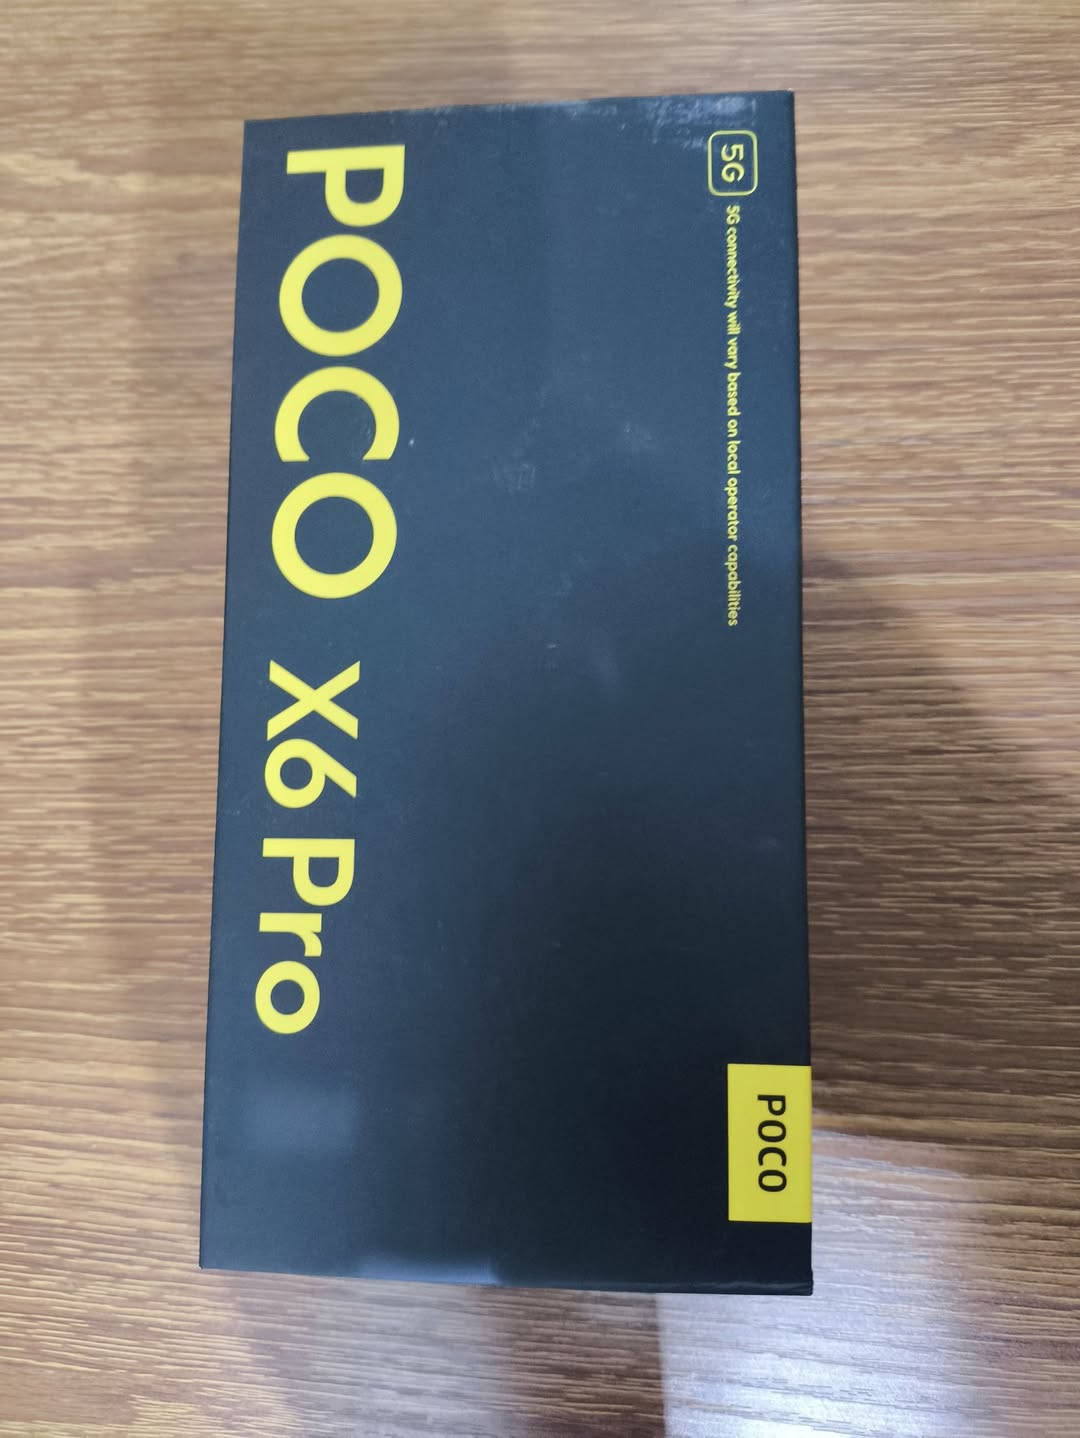 5G
5G connectivity will vary based on local operator capabilities
POCO
POCO X6 Pro